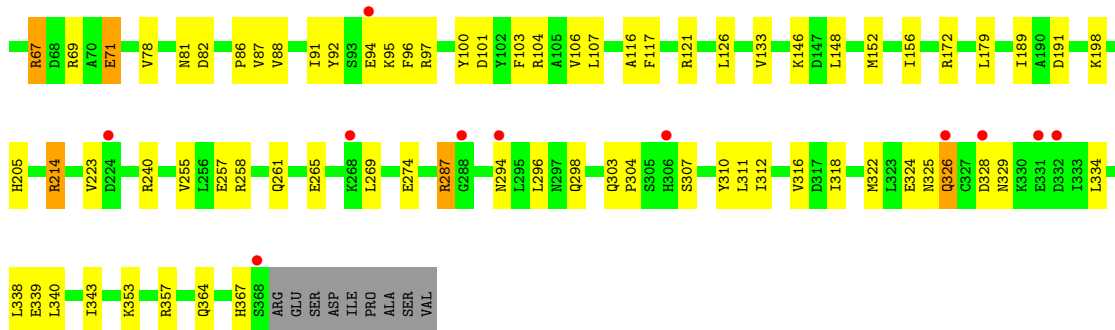 R67 D68 R69 A70 E71 V78 N81 D82 P86 V87 V88 I91 Y92 S93 E94 K95 F96 R97 Y100 D101 Y102 F103 R104 A105 V106 L107 A116 F117 R121 L126 V133 K146 D147 L148 M152 I156 R172 L179 I189 A190 D191 K198
H205 R214 V223 D224 R240 V255 L256 E257 R258 Q261 E265 K268 L269 E274 R287 G288 N294 L295 L296 N297 Q298 Q303 P304 S305 H306 S307 Y310 L311 I312 V316 D317 I318 M322 L323 E324 N325 Q326 C327 D328 N329 K330 E331 D332 I333 L334
L338 E339 L340 I343 K353 R357 Q364 H367 S368 ARG GLU SER ASP ILE PRO ALA SER VAL